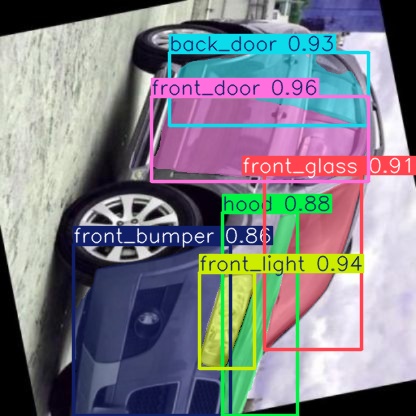 back_door 0.93
front_door 0.96
front_glass 0.91
hood 0.88
front_bumper 0.86
front_light 0.94